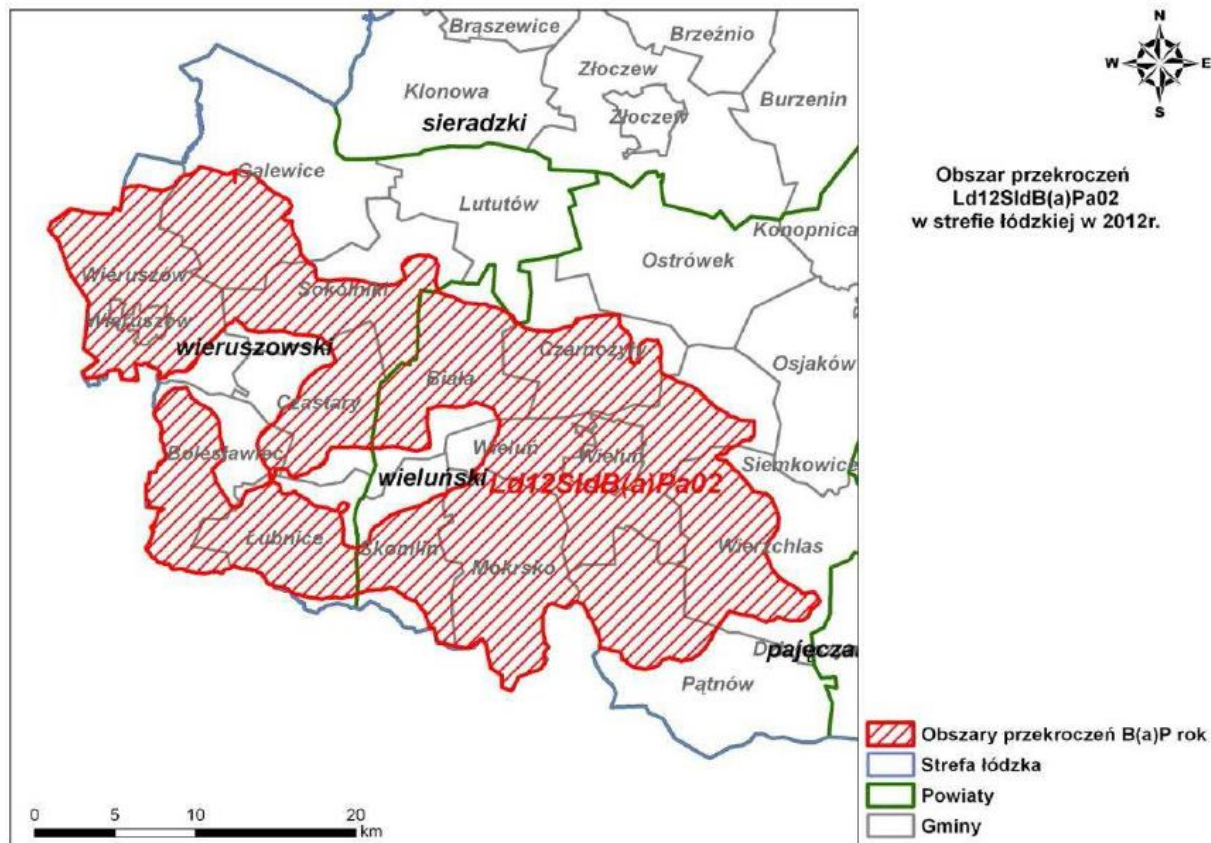 Brąszewice
Brzeźnio
Złoczew
Klonowa
Burzenin
Złoczew
sieradzki
Galewice
Lututów
Konopnica
Ostrówek
Wieruszów
Sokolniki
Wieruszów
wieruszowski
Czarnożyły
Osjaków
Biała
Czastary
Bolesławiec
Wieluń
Wieluń
Siemkowice
wieluński
Ld12SldB(a)Pa02
Łubnice
Skomlin
Wierzchlas
Mokrsko
pajęcza
Pątnów
0 5 10 20
km
N
W E
S
Obszar przekroczeń
Ld12SldB(a)Pa02
w strefie łódzkiej w 2012r.
Obszary przekroczeń B(a)P rok
Strefa łódzka
Powiaty
Gminy